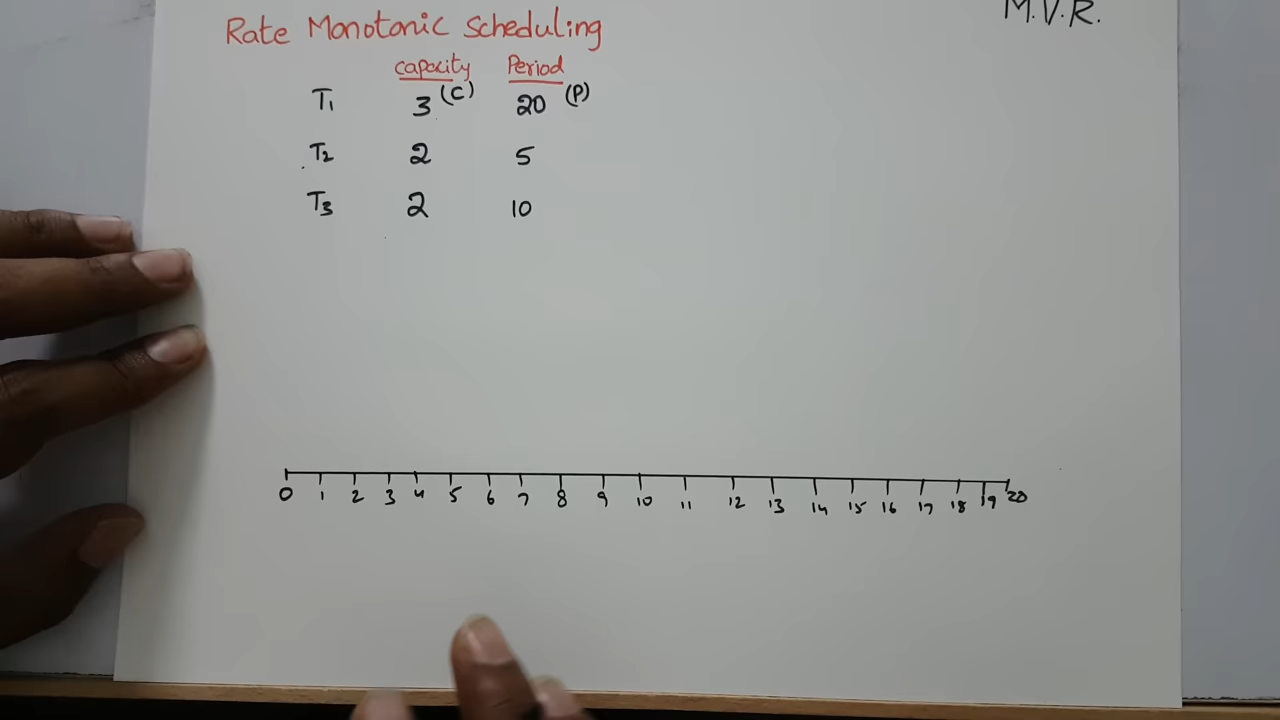 M.V.R.
Rate Monotonic Scheduling
Capacity Period
T1 3 (C) 20 (P)
T2 2 5
T3 2 10
0 1 2 3 4 5 6 7 8 9 10 11 12 13 14 15 16 17 18 19 20